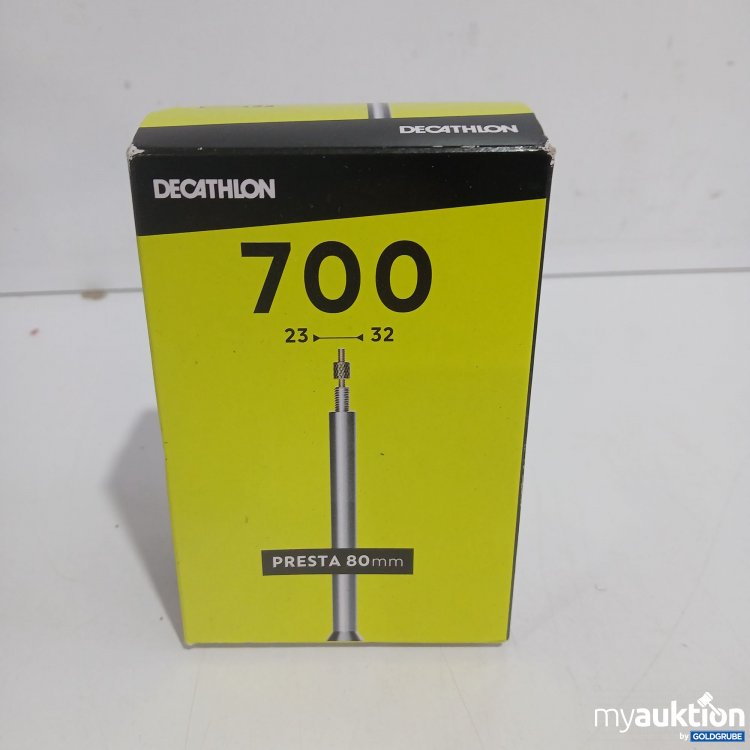 DECATHLON
DECATHLON
700
23 32
PRESTA 80mm
myauktion
by GOLDGRUBE